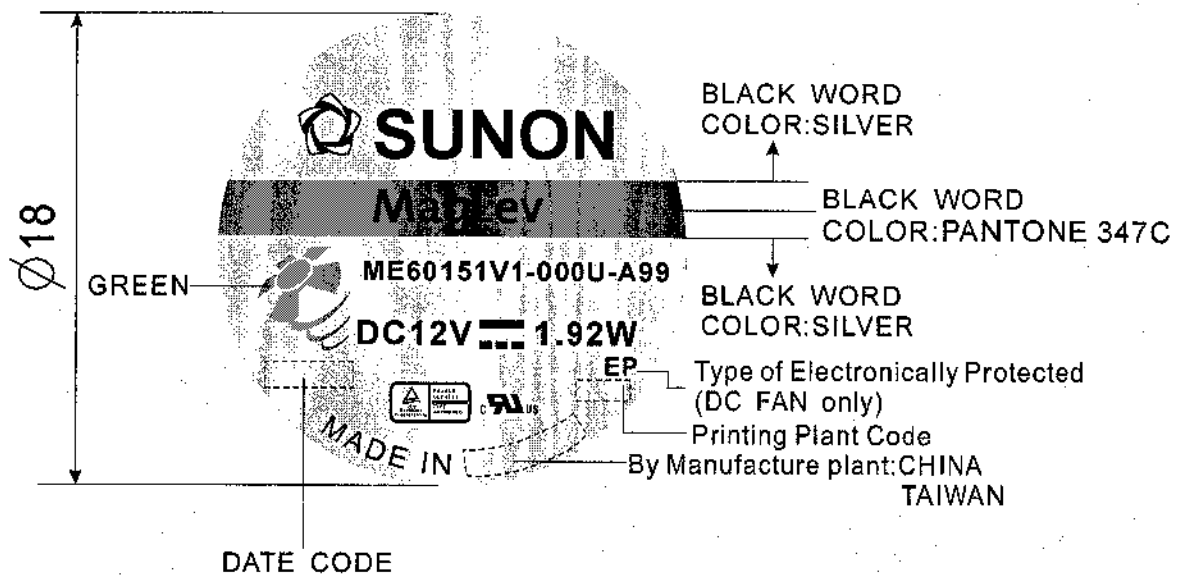 BLACK WORD
COLOR:SILVER
SUNON
MagLev
BLACK WORD
COLOR:PANTONE 347C
Ø18
GREEN
ME60151V1-000U-A99
BLACK WORD
COLOR:SILVER
DC12V 1.92W
EP
Type of Electronically Protected
(DC FAN only)
c RU US
Printing Plant Code
MADE IN
By Manufacture plant:CHINA
TAIWAN
DATE CODE